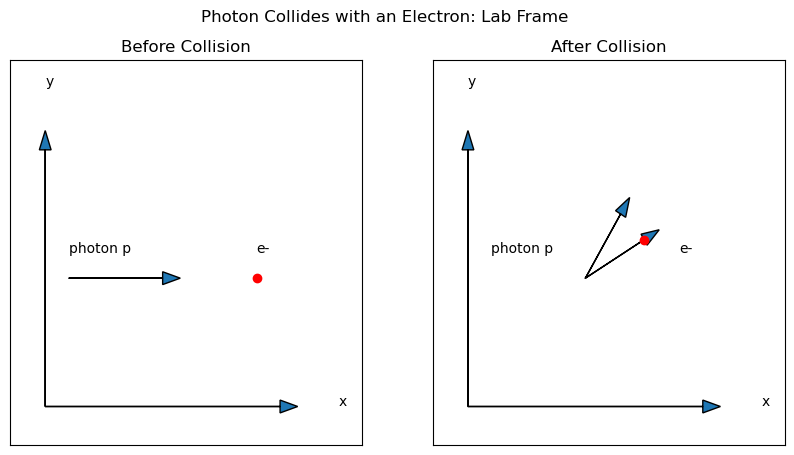 Photon Collides with an Electron: Lab Frame
Before Collision
y
photon p
e-
x
After Collision
y
photon p
e-
x